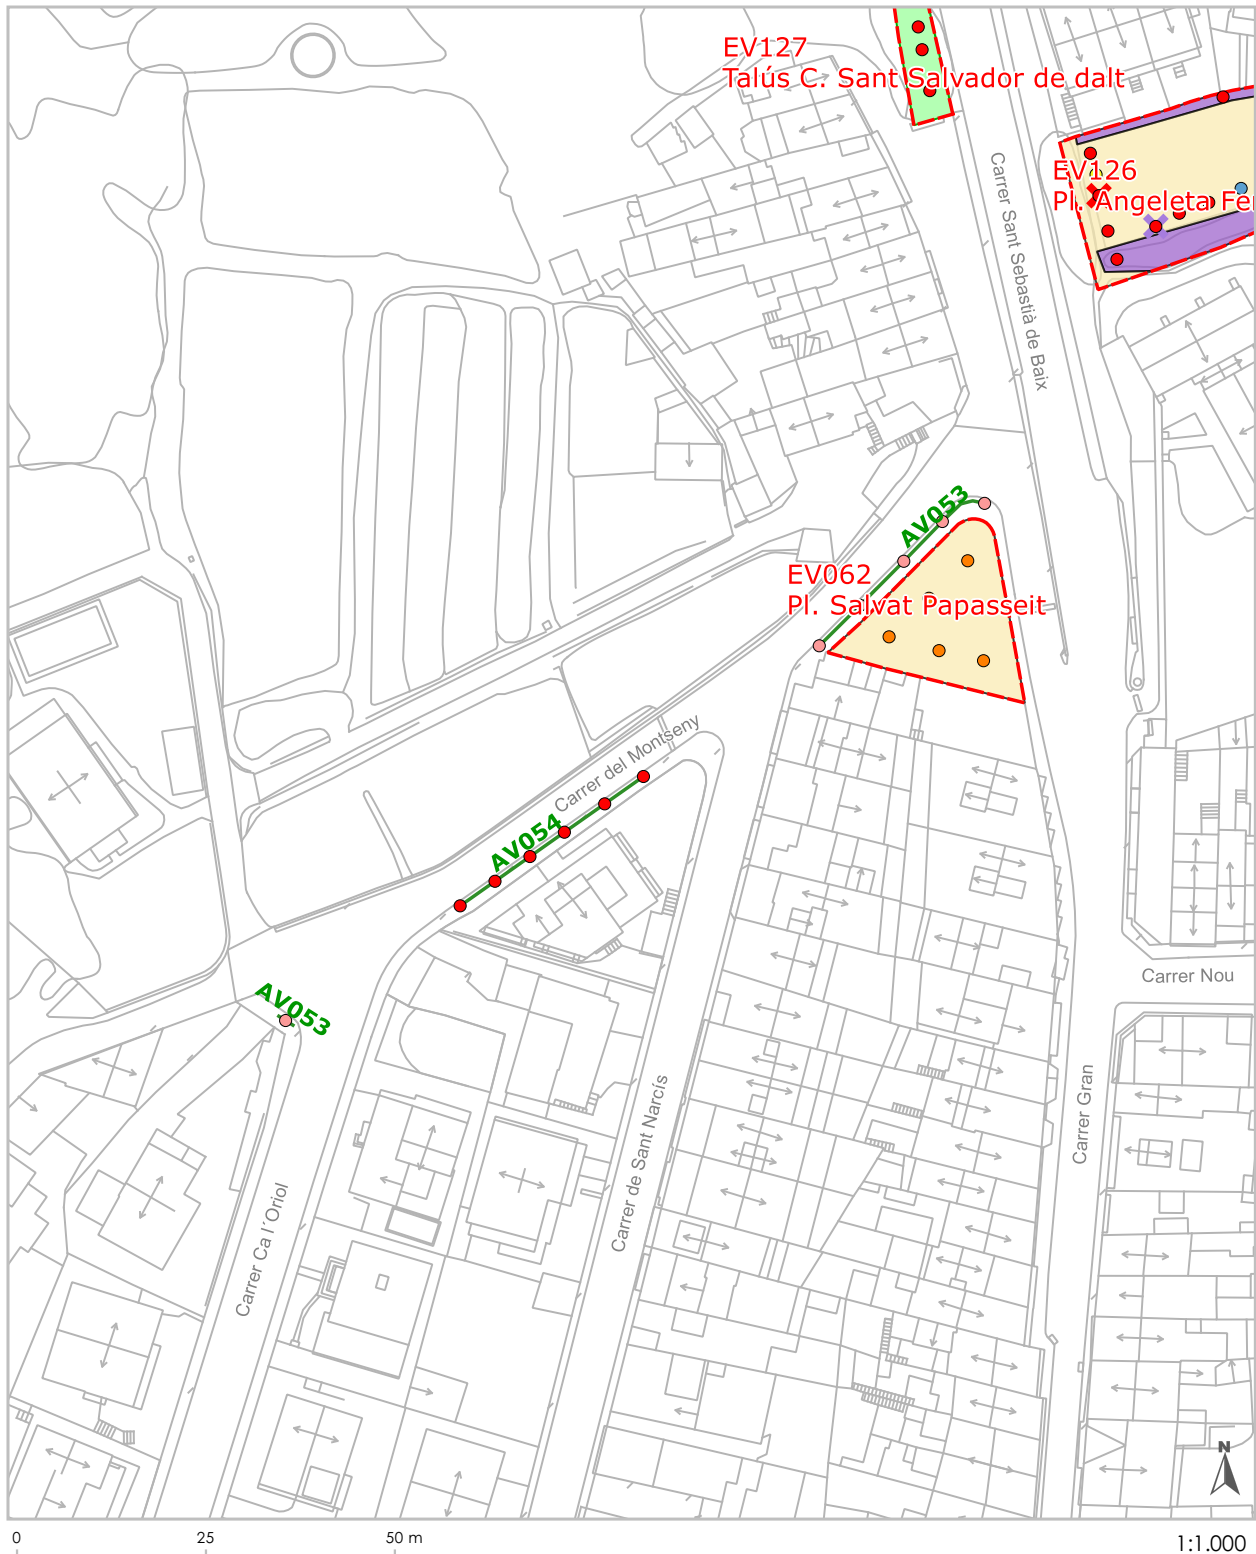 EV127
Talús C. Sant Salvador de dalt
EV126
Pl. Angeleta Fer
Carrer Sant Sebastià de Baix
AV053
EV062
Pl. Salvat Papasseit
Carrer del Montseny
AV054
AV053
Carrer Nou
Carrer Gran
Carrer de Sant Narcís
Carrer Ca l´Oriol
N
0 25 50 m
1:1.000